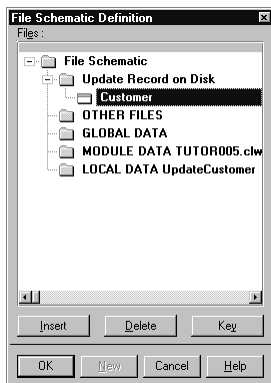 File Schematic Definition
Files :
File Schematic
Update Record on Disk
Customer
OTHER FILES
GLOBAL DATA
MODULE DATA TUTOR005.clw
LOCAL DATA UpdateCustomer
Insert Delete Key
OK New Cancel Help